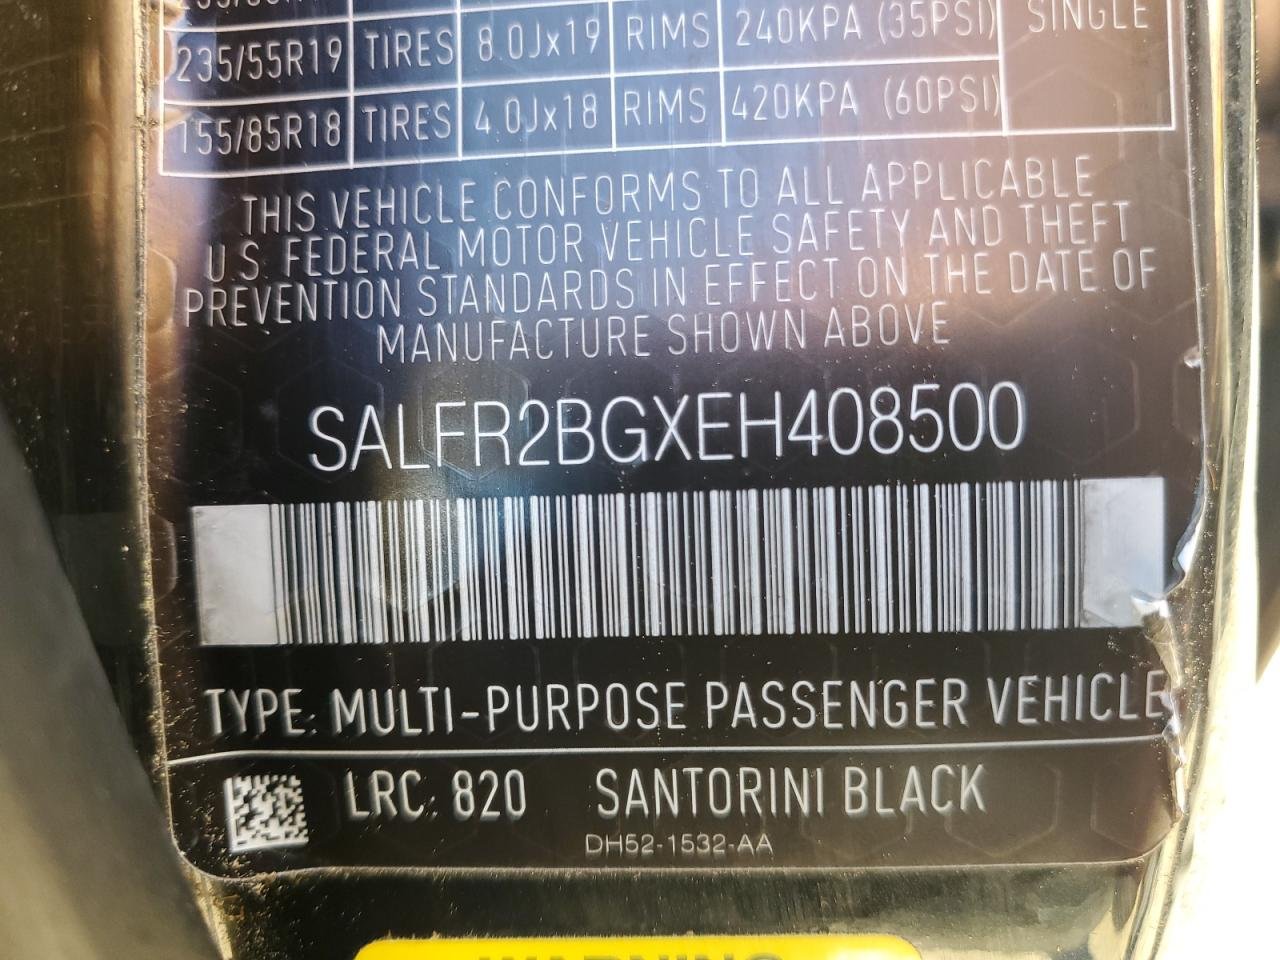 235/55R19 TIRES 8.0Jx19 RIMS 240KPA (35PSI) SINGLE
155/85R18 TIRES 4.0Jx18 RIMS 420KPA (60PSI)
THIS VEHICLE CONFORMS TO ALL APPLICABLE
U.S. FEDERAL MOTOR VEHICLE SAFETY AND THEFT
PREVENTION STANDARDS IN EFFECT ON THE DATE OF
MANUFACTURE SHOWN ABOVE
SALFR2BGXEH408500
TYPE: MULTI-PURPOSE PASSENGER VEHICLE
LRC: 820 SANTORINI BLACK
DH52-1532-AA
WARNING